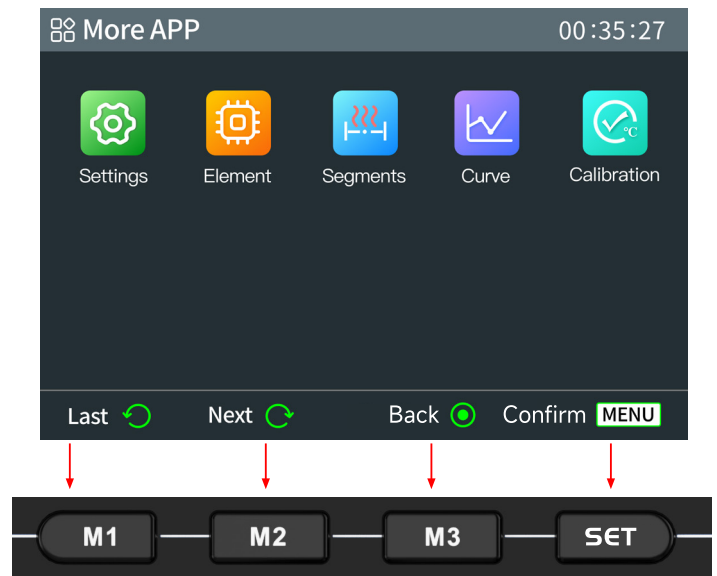 More APP 00:35:27
Settings Element Segments Curve Calibration
°C
Last Next Back Confirm MENU
M1 M2 M3 SET